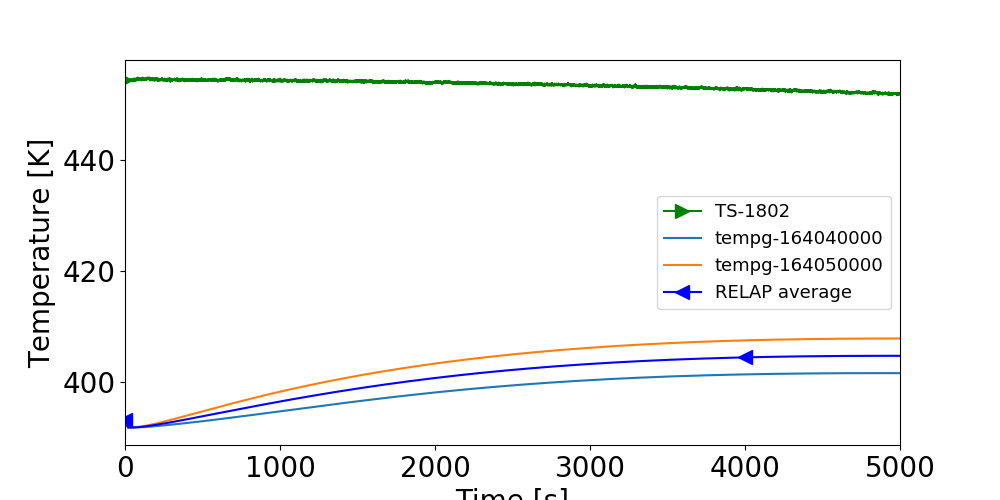 Temperature [K]
440
420
400
TS-1802
tempg-164040000
tempg-164050000
RELAP average
0 1000 2000 3000 4000 5000
Time [s]